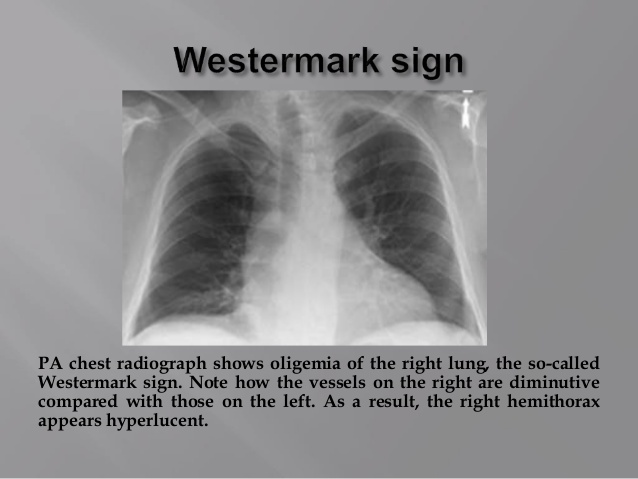 Westermark sign
PA chest radiograph shows oligemia of the right lung, the so-called
Westermark sign. Note how the vessels on the right are diminutive
compared with those on the left. As a result, the right hemithorax
appears hyperlucent.